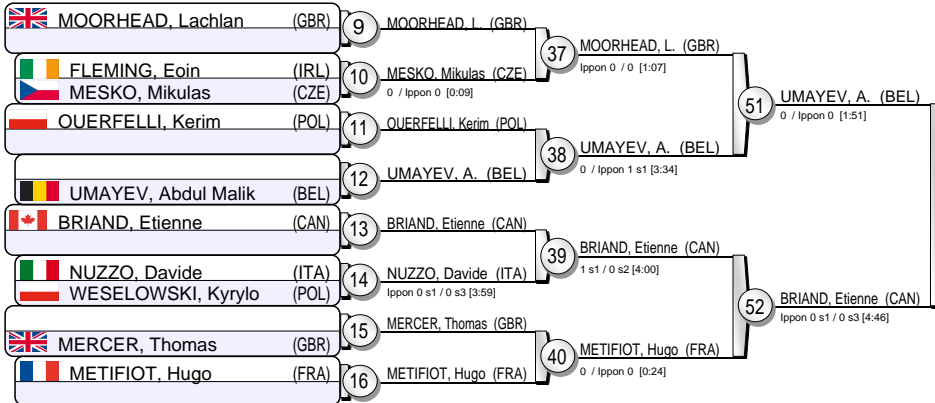 MOORHEAD, Lachlan (GBR)
9
MOORHEAD, L. (GBR)
FLEMING, Eoin (IRL)
MESKO, Mikulas (CZE)
10
MESKO, Mikulas (CZE)
0 / Ippon 0 [0:09]
37
MOORHEAD, L. (GBR)
Ippon 0 / 0 [1:07]
OUERFELLI, Kerim (POL)
11
OUERFELLI, Kerim (POL)
UMAYEV, Abdul Malik (BEL)
12
UMAYEV, A. (BEL)
38
UMAYEV, A. (BEL)
0 / Ippon 1 s1 [3:34]
51
UMAYEV, A. (BEL)
0 / Ippon 0 [1:51]
BRIAND, Etienne (CAN)
13
BRIAND, Etienne (CAN)
NUZZO, Davide (ITA)
WESELOWSKI, Kyrylo (POL)
14
NUZZO, Davide (ITA)
Ippon 0 s1 / 0 s3 [3:59]
39
BRIAND, Etienne (CAN)
1 s1 / 0 s2 [4:00]
MERCER, Thomas (GBR)
15
MERCER, Thomas (GBR)
METIFIOT, Hugo (FRA)
16
METIFIOT, Hugo (FRA)
40
METIFIOT, Hugo (FRA)
0 / Ippon 0 [0:24]
52
BRIAND, Etienne (CAN)
Ippon 0 s1 / 0 s3 [4:46]